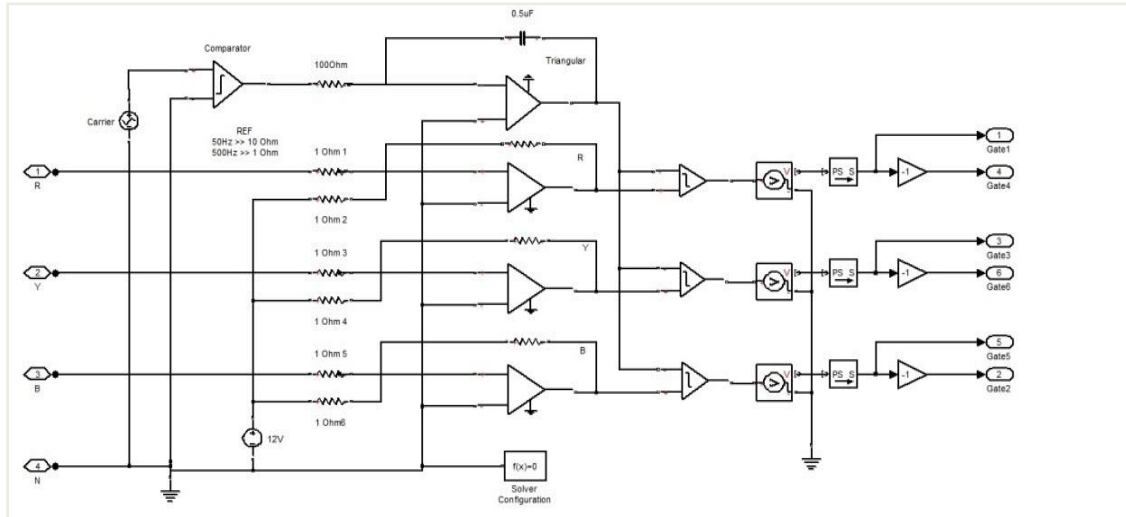 0.5uF
Comparator
100Ohm
Triangular
Carrier
REF
50Hz >> 10 Ohm
500Hz >> 1 Ohm
1 Ohm 1
R
1
R
V
PS S
-1
1
Gate1
4
Gate4
1 Ohm 2
1 Ohm 3
Y
2
Y
V
PS S
-1
3
Gate3
6
Gate6
1 Ohm 4
1 Ohm 5
B
3
B
V
PS S
-1
5
Gate5
2
Gate2
1 Ohm6
12V
4
N
f(x)=0
Solver
Configuration